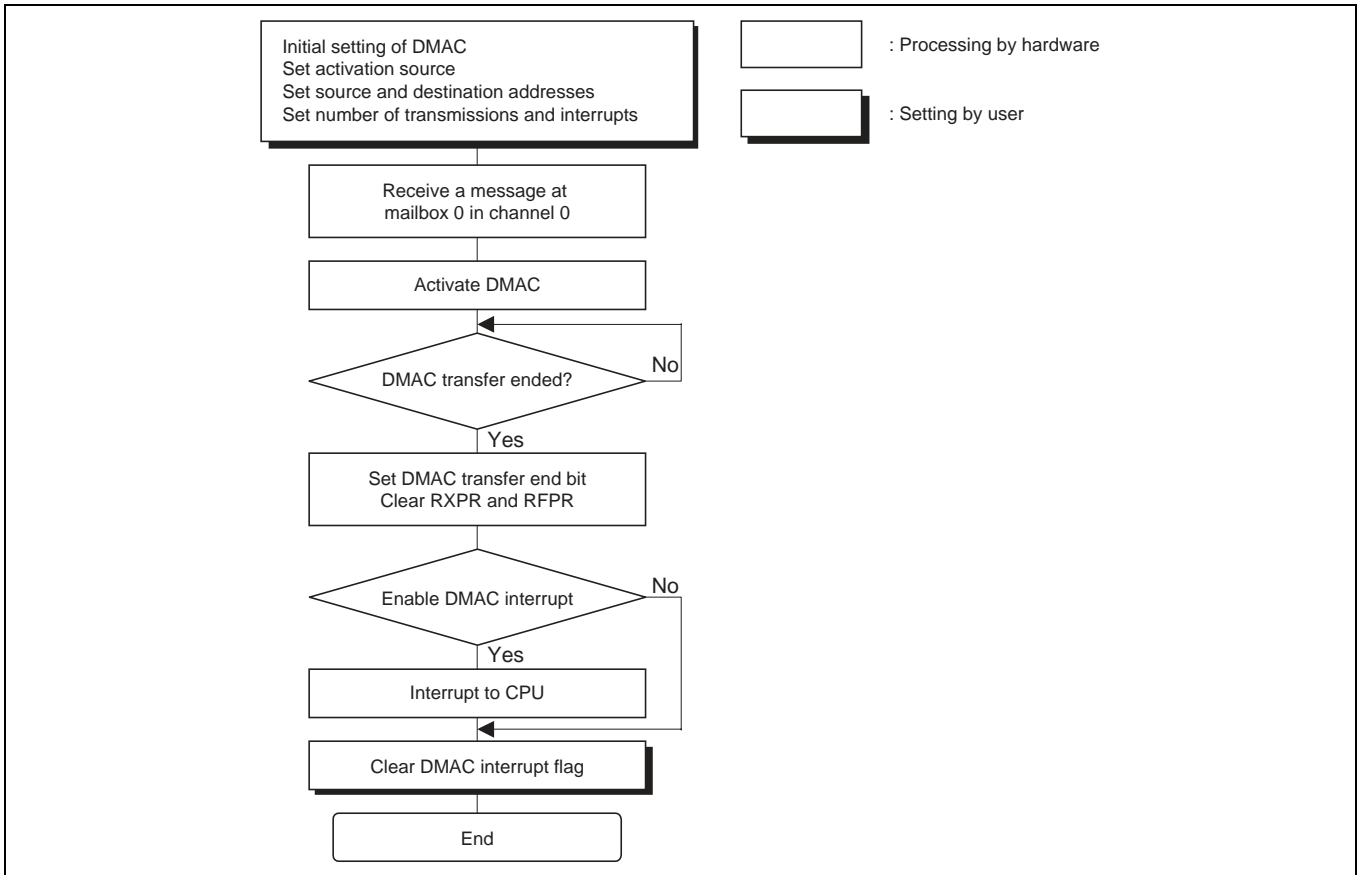 Initial setting of DMAC
Set activation source
Set source and destination addresses
Set number of transmissions and interrupts
: Processing by hardware
: Setting by user
Receive a message at
mailbox 0 in channel 0
Activate DMAC
DMAC transfer ended?
No
Yes
Set DMAC transfer end bit
Clear RXPR and RFPR
Enable DMAC interrupt
No
Yes
Interrupt to CPU
Clear DMAC interrupt flag
End